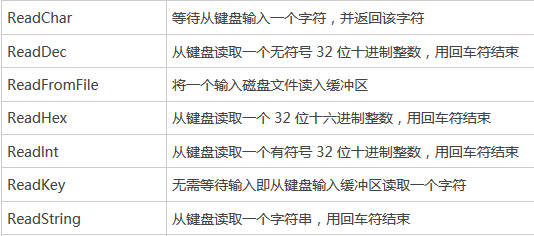 ReadChar 等待从键盘输入一个字符，并返回该字符
ReadDec 从键盘读取一个无符号 32 位十进制整数，用回车符结束
ReadFromFile 将一个输入磁盘文件读入缓冲区
ReadHex 从键盘读取一个 32 位十六进制整数，用回车符结束
ReadInt 从键盘读取一个有符号 32 位十进制整数，用回车符结束
ReadKey 无需等待输入即从键盘输入缓冲区读取一个字符
ReadString 从键盘读取一个字符串，用回车符结束